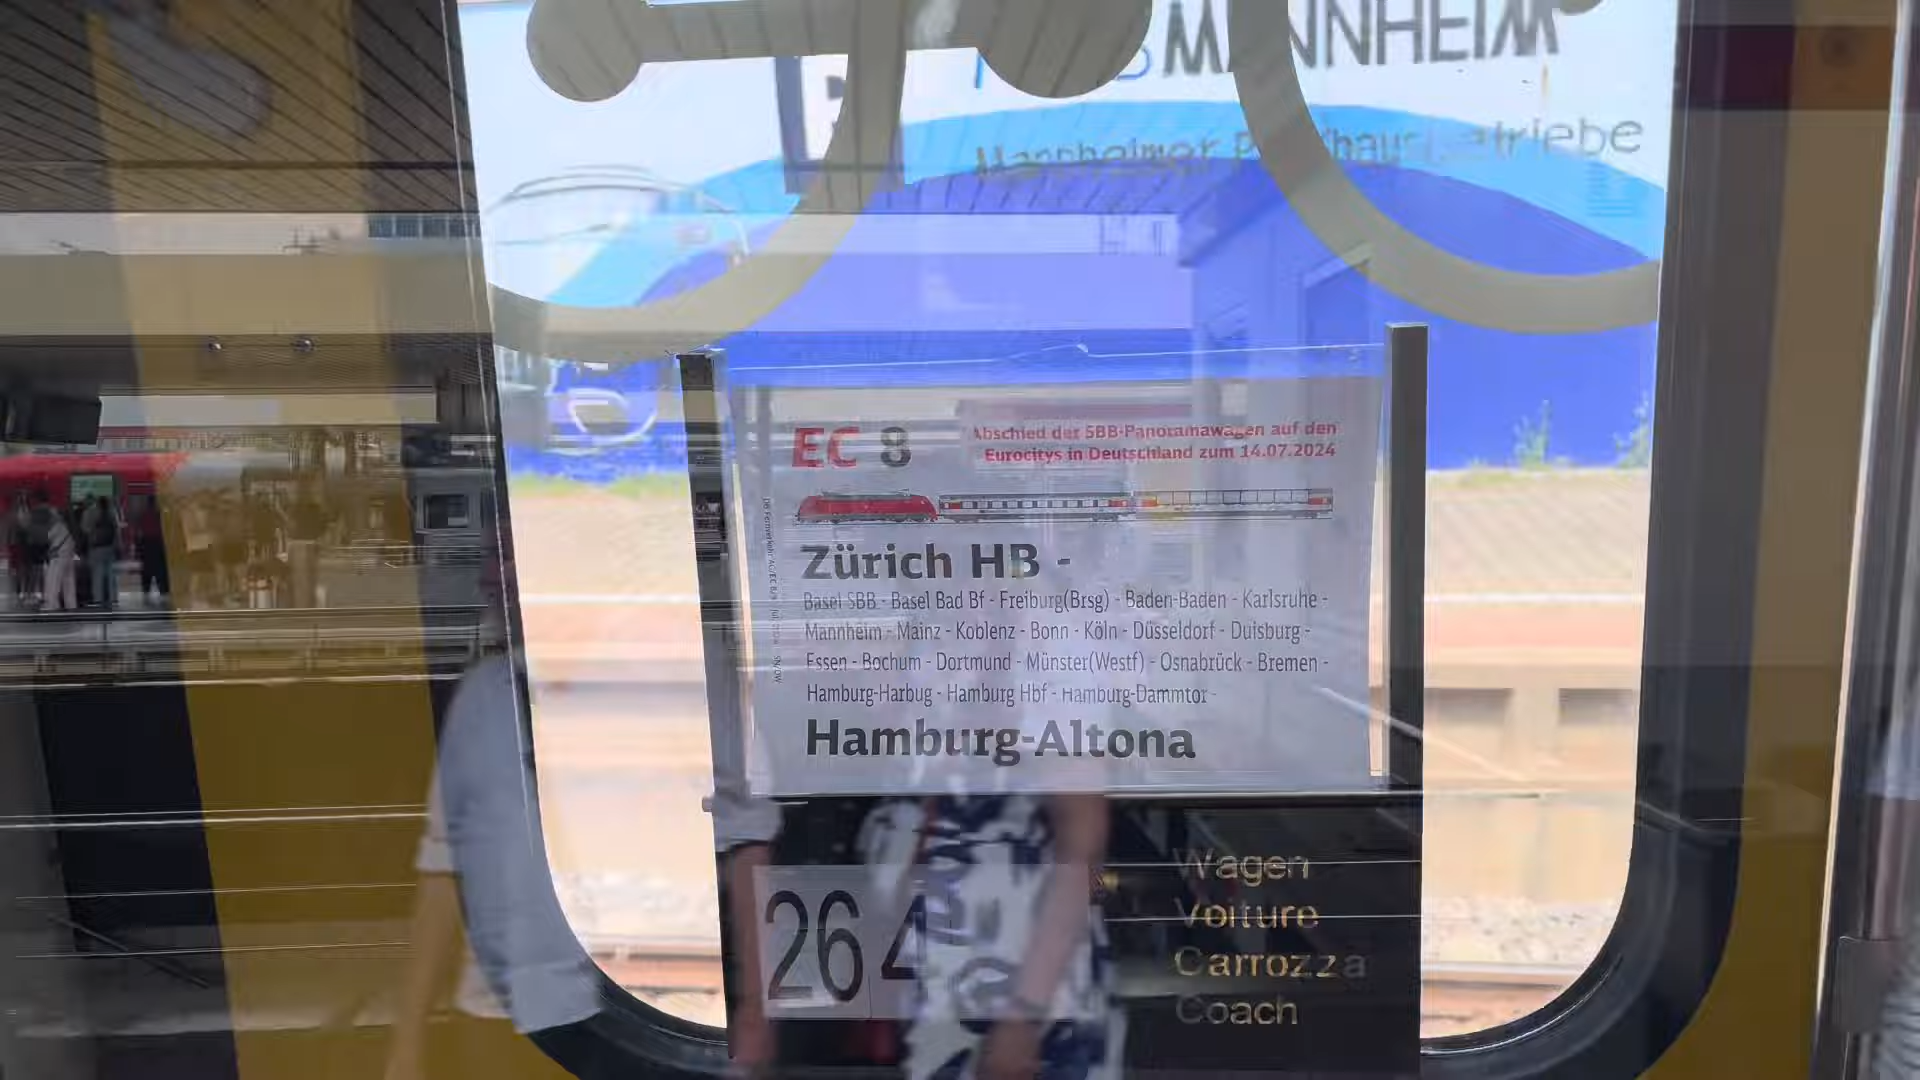 MANNHEIM
Mannheimer
EC 8
Abschied der SBB-Panoramawagen auf den
Eurocitys in Deutschland zum 14.07.2024
Zürich HB -
Basel SBB - Basel Bad Bf - Freiburg(Brsg) - Baden-Baden - Karlsruhe -
Mannheim - Mainz - Koblenz - Bonn - Köln - Düsseldorf - Duisburg -
Essen - Bochum - Dortmund - Münster(Westf) - Osnabrück - Bremen -
Hamburg-Harbug - Hamburg Hbf - Hamburg-Dammtor -
Hamburg-Altona
264
Wagen
Voiture
Carrozza
Coach